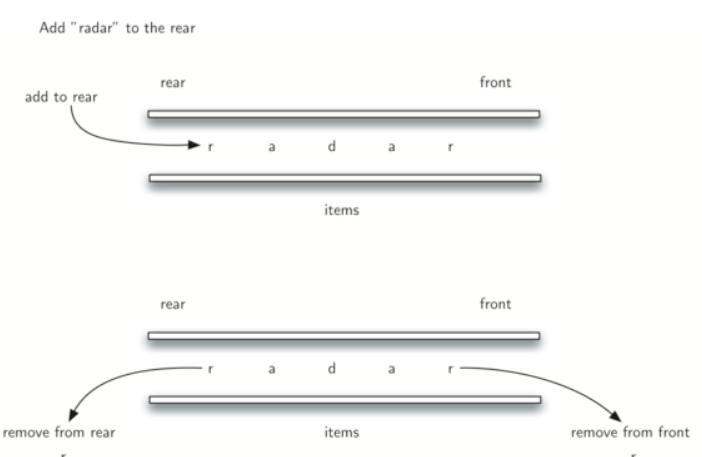 Add "radar" to the rear
rear front
add to rear
r a d a r
items
rear front
r a d a r
remove from rear items remove from front
r r